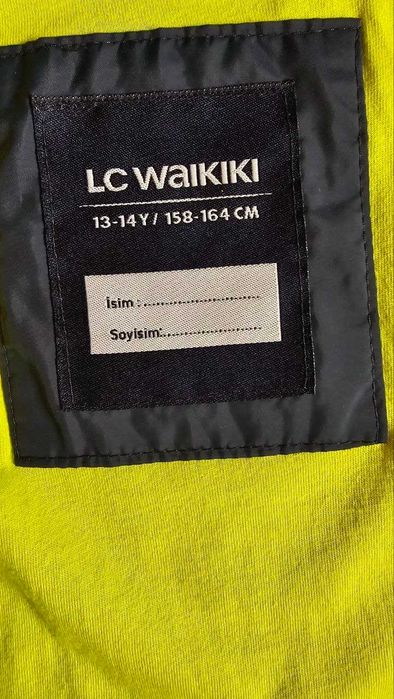 LC WAIKIKI
13-14 Y / 158-164 CM
İsim :....................................
Soyisim:..............................